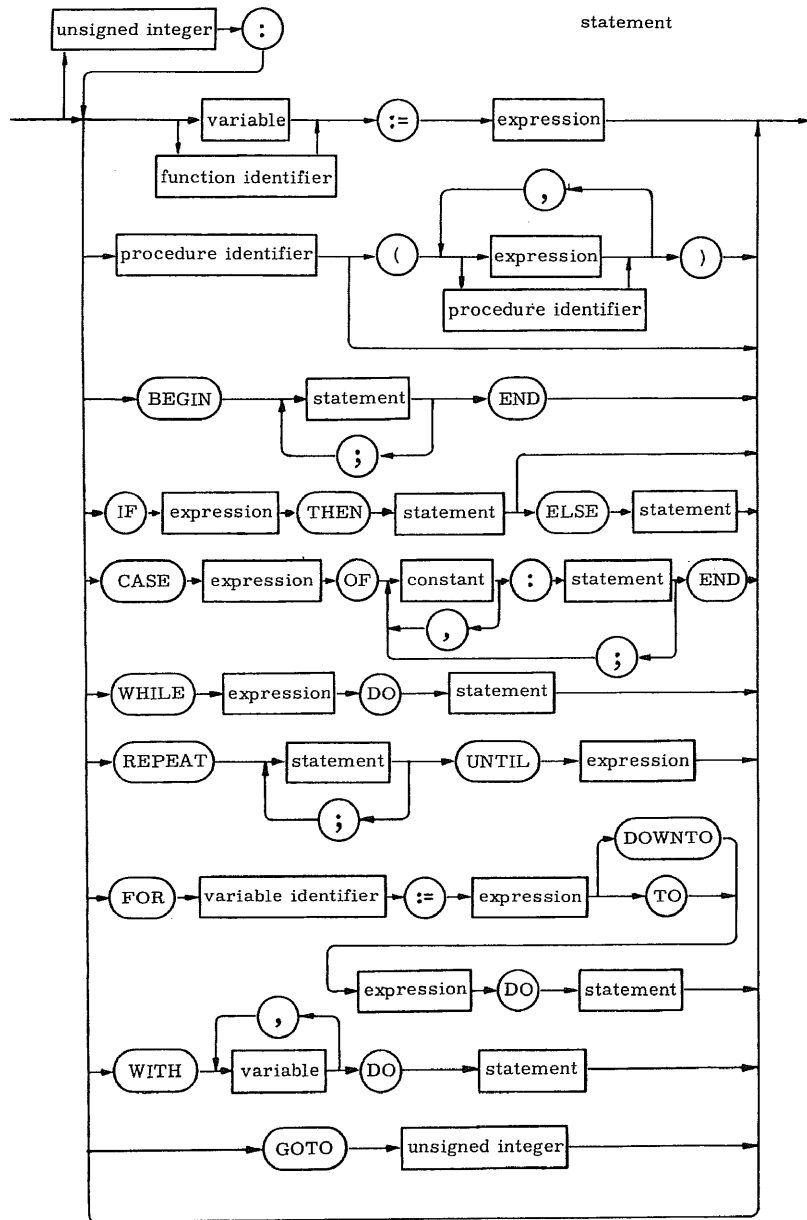 statement
unsigned integer :
variable := expression
function identifier
,
procedure identifier ( expression )
procedure identifier
BEGIN statement END
;
IF expression THEN statement ELSE statement
CASE expression OF constant : statement END
,
;
WHILE expression DO statement
REPEAT statement UNTIL expression
;
DOWNTO
FOR variable identifier := expression TO
expression DO statement
,
WITH variable DO statement
GOTO unsigned integer